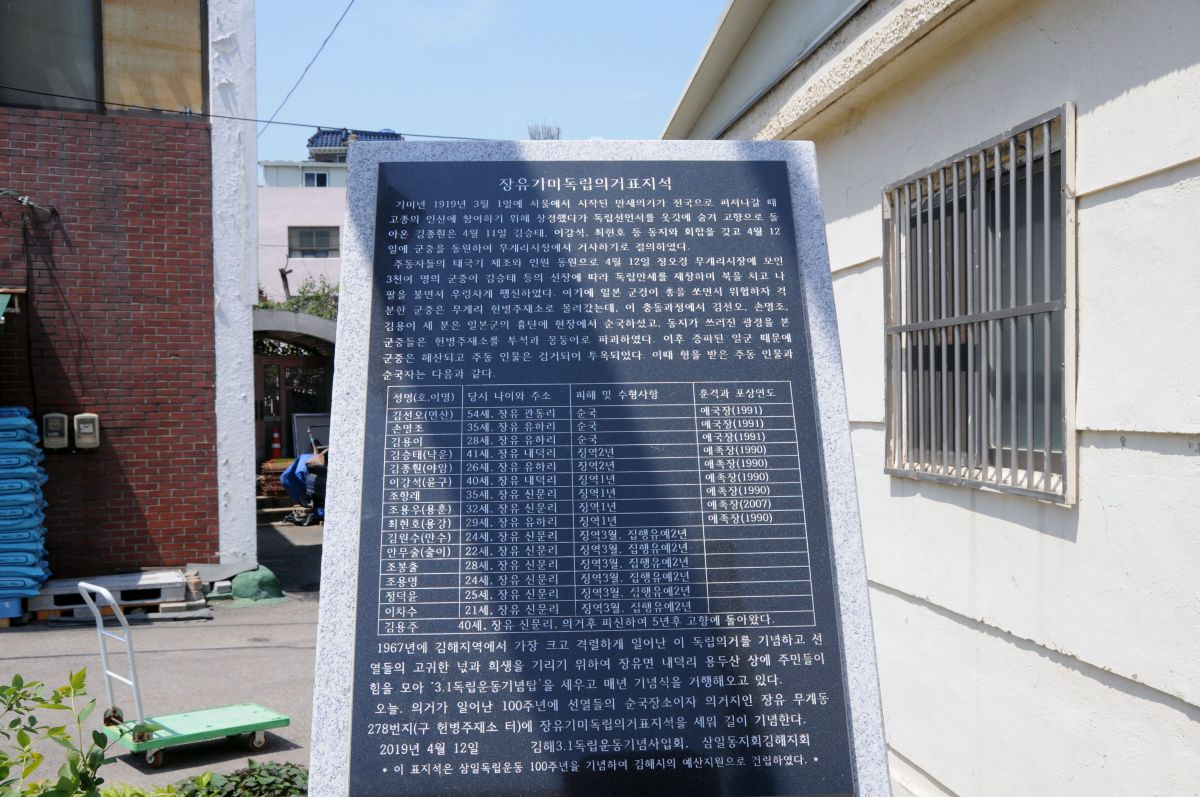 장유기미독립의거표지석
기미년 1919년 3월 1일에 서울에서 시작된 만세의기가 전국으로 퍼져나갈 때
고종의 인산에 참여하기 위해 상경했다가 독립선언서를 옷깃에 숨겨 고향으로 돌
아온 김종훤은 4월 11일 김승태, 이강석, 최현호 등 동지와 회합을 갖고 4월 12
일에 군중을 동원하여 무계리시장에서 거사하기로 결의하였다.
주동자들의 태극기 제조와 인원 동원으로 4월 12일 정오경 무계리시장에 모인
3천여 명의 군중이 김승태 등의 선창에 따라 독립만세를 제창하며 북을 치고 나
팔을 불면서 우렁차게 행진하였다. 여기에 일본 군경이 총을 쏘면서 위협하자 격
분한 군중은 무계리 헌병주재소로 몰려갔는데, 이 충돌과정에서 김선오, 손명조,
김용이 세 분은 일본군의 흉탄에 현장에서 순국하셨고, 동지가 쓰러진 광경을 본
군중들은 헌병주재소를 투석과 몽둥이로 파괴하였다. 이후 증파된 일군 때문에
군중은 해산되고 주동 인물은 검거되어 투옥되었다. 이때 형을 받은 주동 인물과
순국자는 다음과 같다.
성명(호,이명) 당시 나이와 주소 피해 및 수형사항 훈격과 포상연도
김선오(연산) 54세, 장유 관동리 순국 애국장(1991)
손명조 35세, 장유 유하리 순국 애국장(1991)
김용이 28세, 장유 유하리 순국 애국장(1991)
김승태(낙운) 41세, 장유 내덕리 징역2년 애족장(1990)
김종훤(야암) 26세, 장유 유하리 징역2년 애족장(1990)
이강석(윤구) 40세, 장유 내덕리 징역1년 애족장(1990)
조항래 35세, 장유 신문리 징역1년 애족장(1990)
조용우(용훈) 32세, 장유 신문리 징역1년 애족장(2007)
최현호(용강) 29세, 장유 유하리 징역1년 애족장(1990)
김원수(만수) 24세, 장유 신문리 징역3월, 집행유예2년
안무술(술이) 22세, 장유 신문리 징역3월, 집행유예2년
조봉출 28세, 장유 신문리 징역3월, 집행유예2년
조용명 24세, 장유 신문리 징역3월, 집행유예2년
정덕윤 25세, 장유 신문리 징역3월, 집행유예2년
이차수 21세, 장유 신문리 징역3월, 집행유예2년
김용주 40세, 장유 신문리, 의거후 피신하여 5년후 고향에 돌아왔다.
1967년에 김해지역에서 가장 크고 격렬하게 일어난 이 독립의거를 기념하고 선
열들의 고귀한 넋과 희생을 기리기 위하여 장유면 내덕리 용두산 상에 주민들이
힘을 모아 '3.1독립운동기념탑'을 세우고 매년 기념식을 거행해오고 있다.
오늘, 의거가 일어난 100주년에 선열들의 순국장소이자 의거지인 장유 무계동
278번지(구 헌병주재소 터)에 장유기미독립의거표지석을 세워 길이 기념한다.
2019년 4월 12일 김해3.1독립운동기념사업회, 삼일동지회김해지회
* 이 표지석은 삼일독립운동 100주년을 기념하여 김해시의 예산지원으로 건립하였다. *